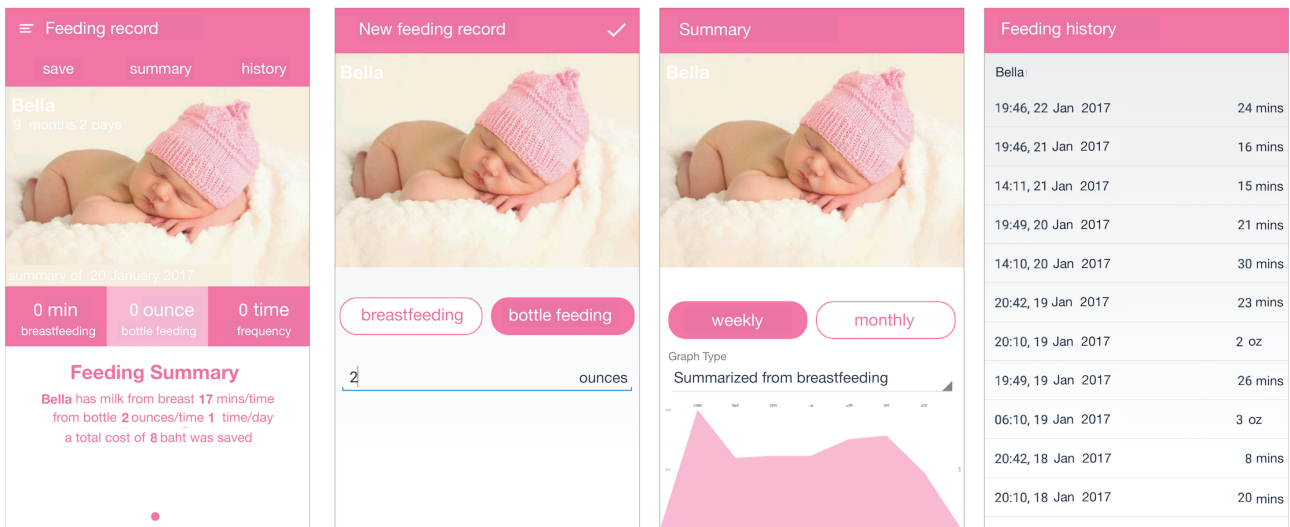 Feeding record
save summary history
Bella
9 months 2 days
summary of 20 January 2017
0 min 0 ounce 0 time
breastfeeding bottle feeding frequency
Feeding Summary
Bella has milk from breast 17 mins/time
from bottle 2 ounces/time 1 time/day
a total cost of 8 baht was saved
New feeding record
Bella
breastfeeding bottle feeding
2 ounces
Summary
Bella
weekly monthly
Graph Type
Summarized from breastfeeding
Feeding history
Bella
19:46, 22 Jan 2017 24 mins
19:46, 21 Jan 2017 16 mins
14:11, 21 Jan 2017 15 mins
19:49, 20 Jan 2017 21 mins
14:10, 20 Jan 2017 30 mins
20:42, 19 Jan 2017 23 mins
20:10, 19 Jan 2017 2 oz
19:49, 19 Jan 2017 26 mins
06:10, 19 Jan 2017 3 oz
20:42, 18 Jan 2017 8 mins
20:10, 18 Jan 2017 20 mins